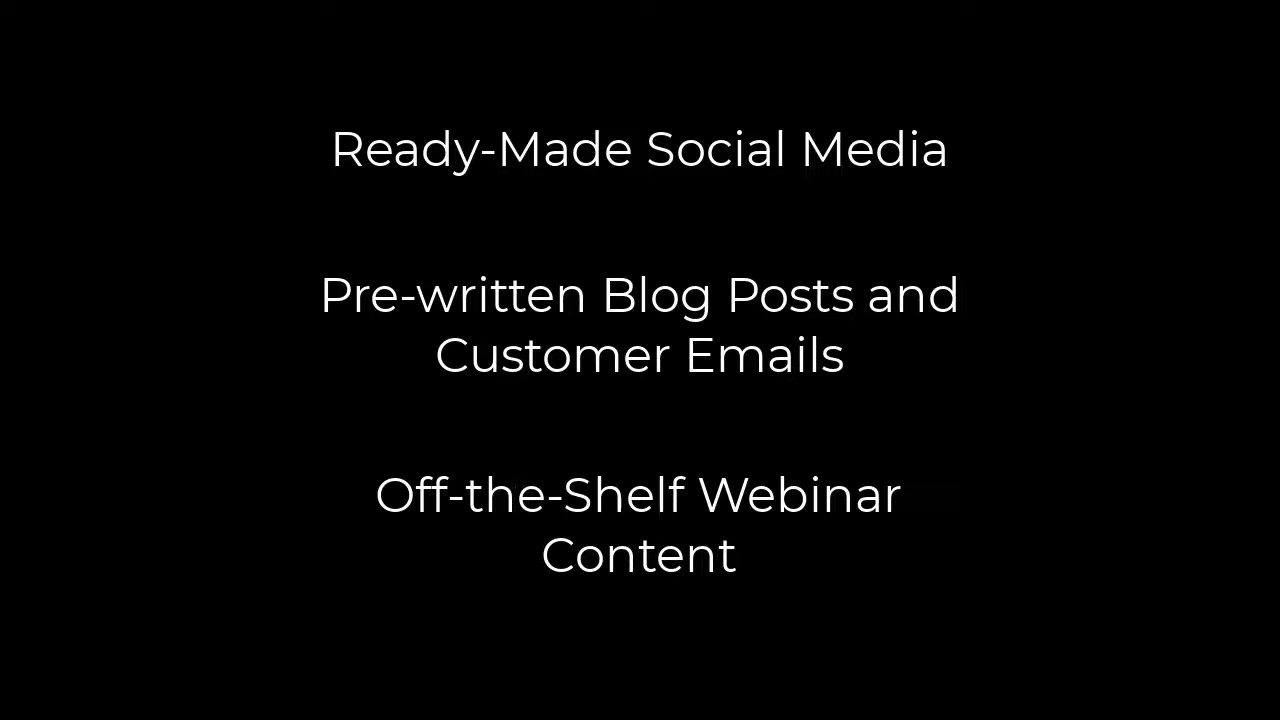 Ready-Made Social Media
Pre-written Blog Posts and
Customer Emails
Off-the-Shelf Webinar
Content